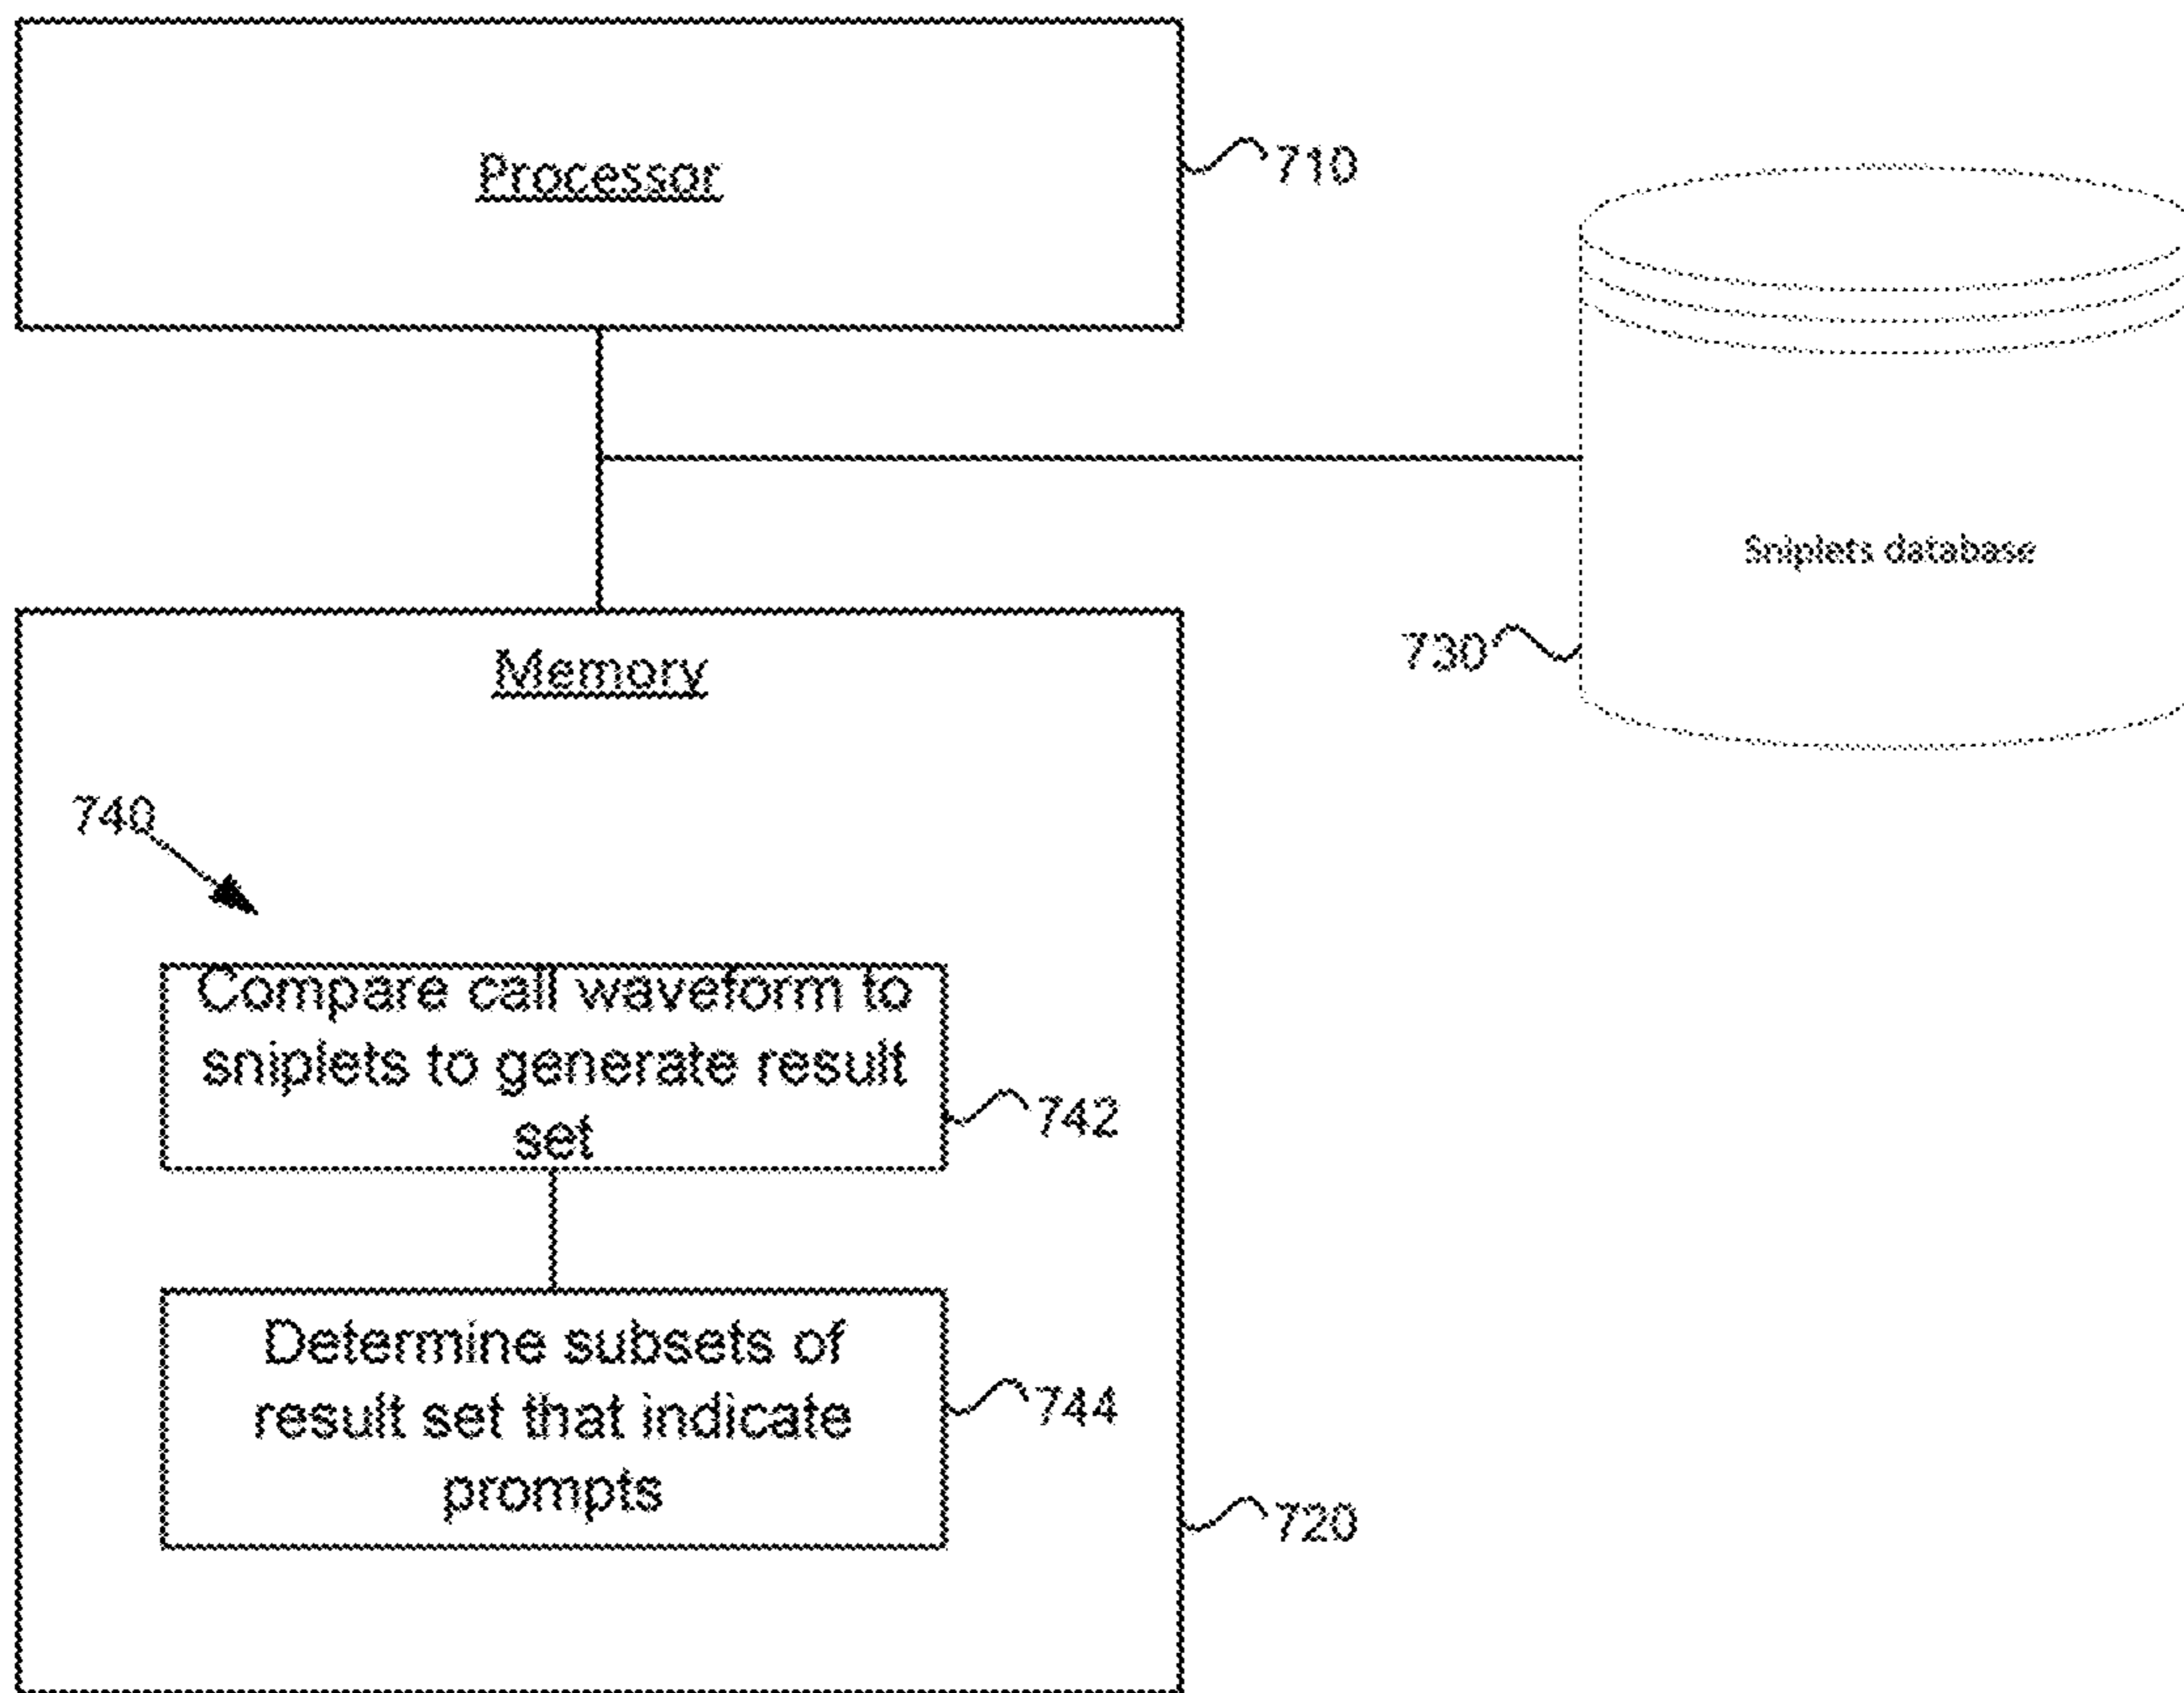 Processor
710
Sniplets database
730
Memory
740
Compare call waveform to
sniplets to generate result
set
742
Determine subsets of
result set that indicate
prompts
744
720